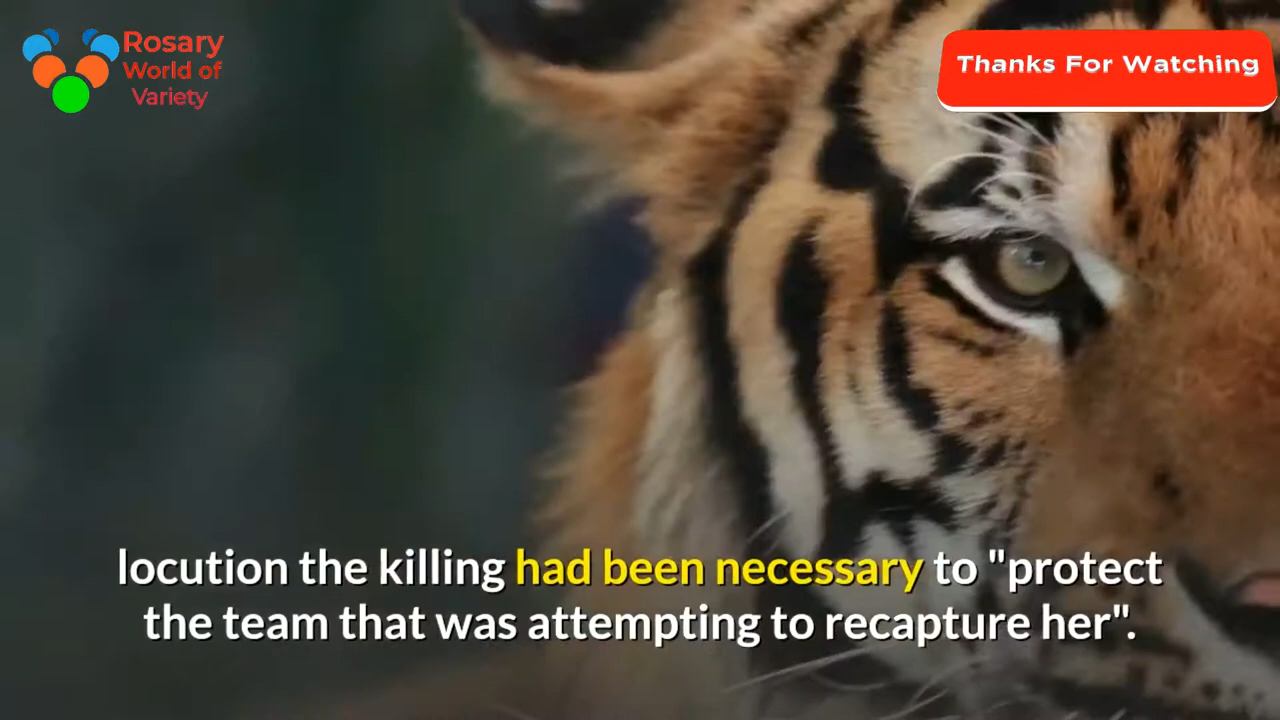 Rosary
World of
Variety
Thanks For Watching
locution the killing had been necessary to "protect
the team that was attempting to recapture her".